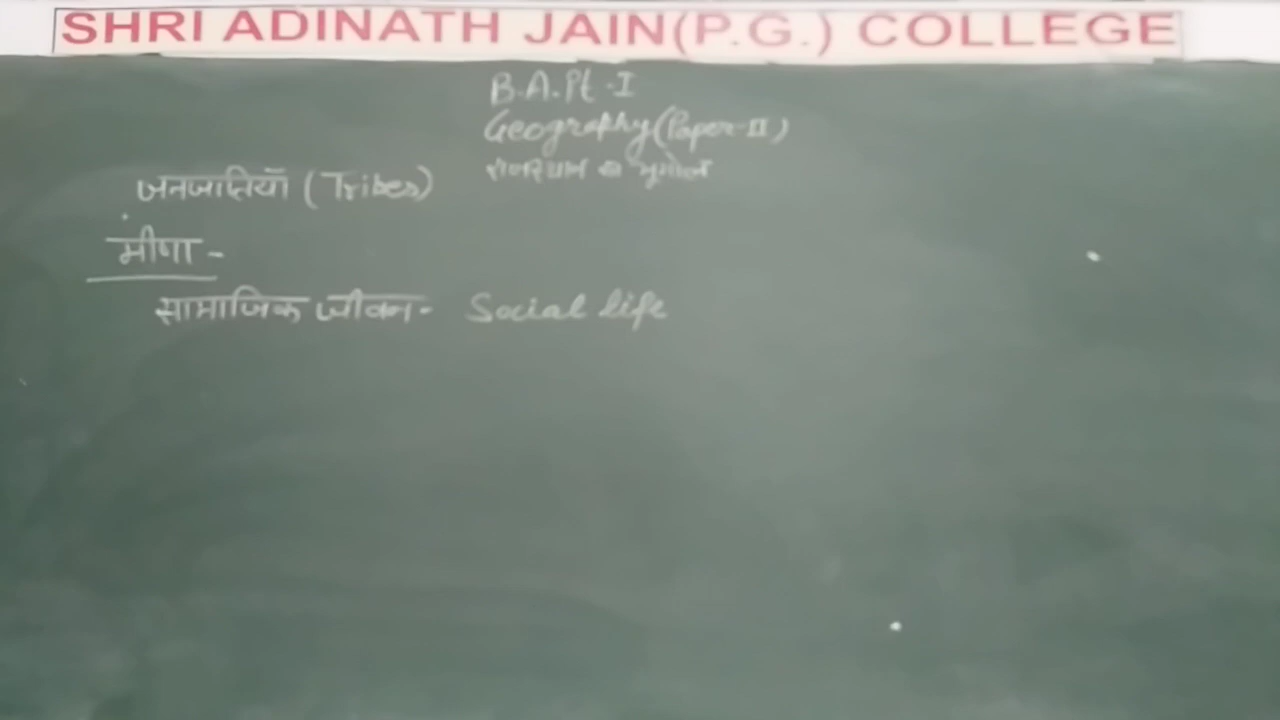 SHRI ADINATH JAIN(P.G.) COLLEGE
B.A. Pt - I
Geography (Paper-II)
राजस्थान का भूगोल
जनजातियाँ (Tribes)
मीणा -
सामाजिक जीवन - Social life